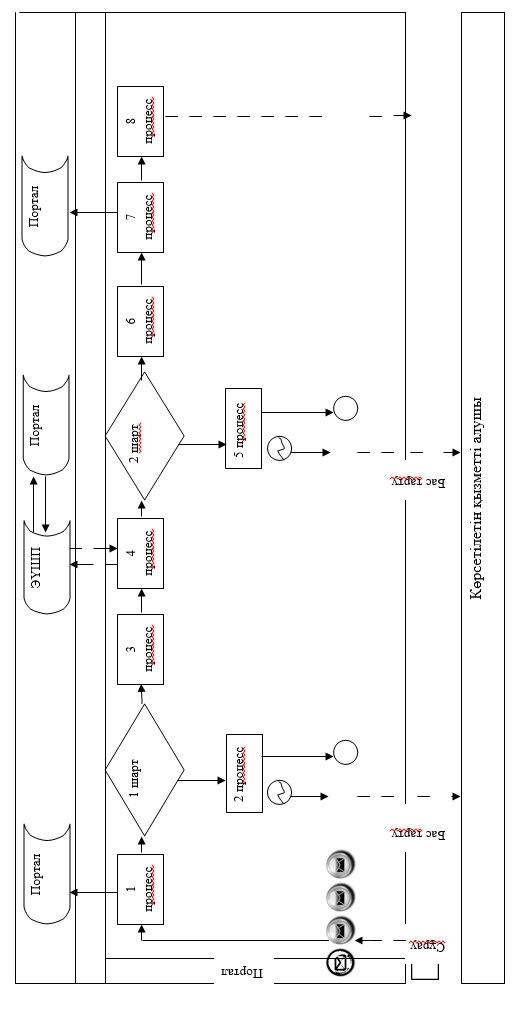 Портал
ЭҮШП
Портал
Портал
1
процесс
1 шарт
3
процесс
4
процесс
2 шарт
6
процесс
7
процесс
8
процесс
2 процесс
5 процесс
Портал
Сұрау
Бас тарту
Бас тарту
Көрсетілетін қызметті алушы